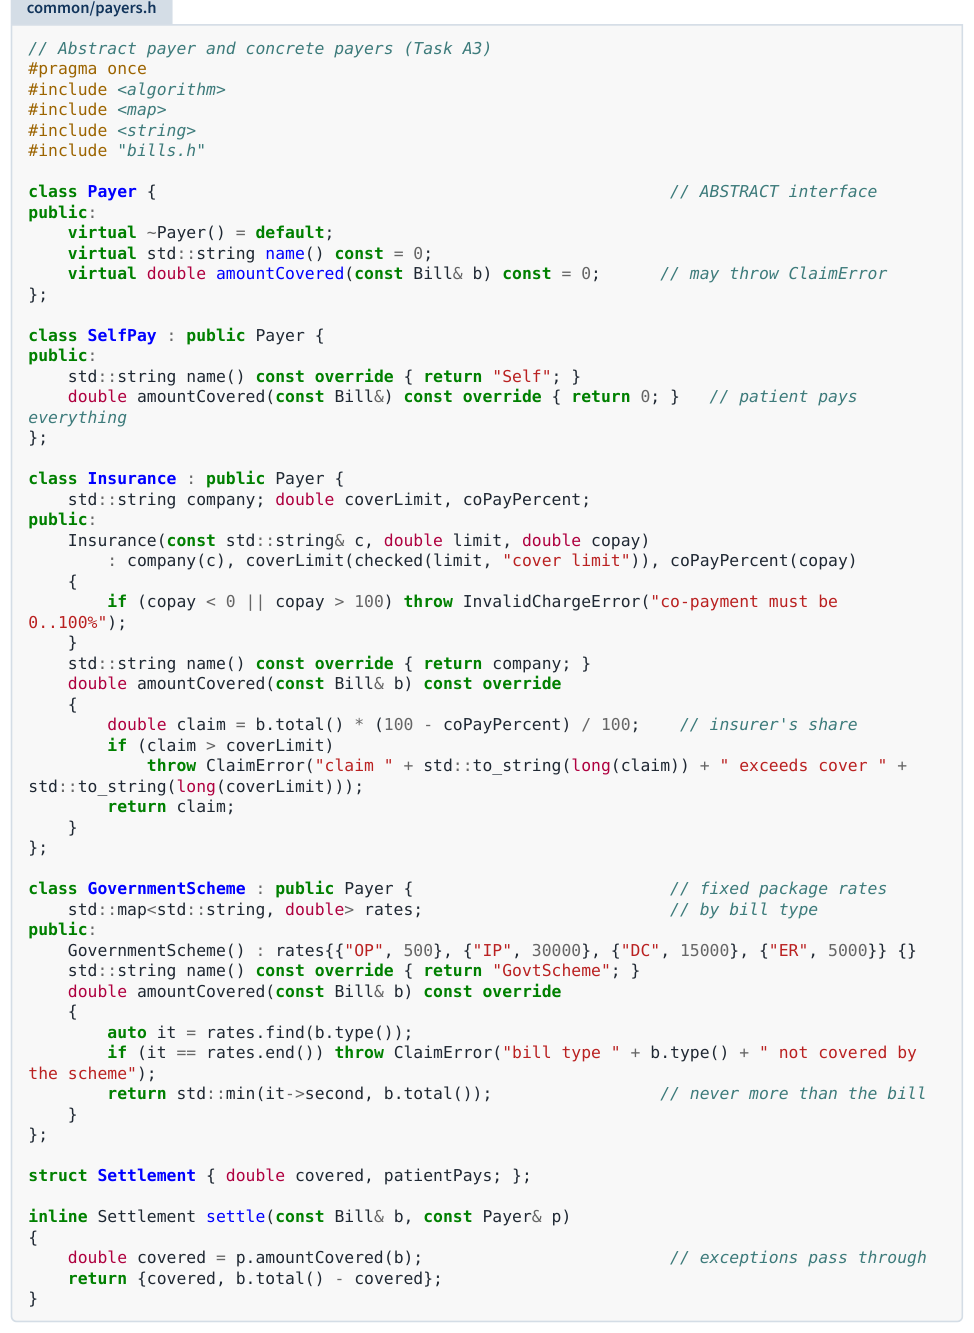 common/payers.h
// Abstract payer and concrete payers (Task A3)
#pragma once
#include <algorithm>
#include <map>
#include <string>
#include "bills.h"

class Payer {                                                    // ABSTRACT interface
public:
    virtual ~Payer() = default;
    virtual std::string name() const = 0;
    virtual double amountCovered(const Bill& b) const = 0;      // may throw ClaimError
};

class SelfPay : public Payer {
public:
    std::string name() const override { return "Self"; }
    double amountCovered(const Bill&) const override { return 0; }   // patient pays
everything
};

class Insurance : public Payer {
    std::string company; double coverLimit, coPayPercent;
public:
    Insurance(const std::string& c, double limit, double copay)
        : company(c), coverLimit(checked(limit, "cover limit")), coPayPercent(copay)
    {
        if (copay < 0 || copay > 100) throw InvalidChargeError("co-payment must be
0..100%");
    }
    std::string name() const override { return company; }
    double amountCovered(const Bill& b) const override
    {
        double claim = b.total() * (100 - coPayPercent) / 100;    // insurer's share
        if (claim > coverLimit)
            throw ClaimError("claim " + std::to_string(long(claim)) + " exceeds cover " +
std::to_string(long(coverLimit)));
        return claim;
    }
};

class GovernmentScheme : public Payer {                          // fixed package rates
    std::map<std::string, double> rates;                         // by bill type
public:
    GovernmentScheme() : rates{{"OP", 500}, {"IP", 30000}, {"DC", 15000}, {"ER", 5000}} {}
    std::string name() const override { return "GovtScheme"; }
    double amountCovered(const Bill& b) const override
    {
        auto it = rates.find(b.type());
        if (it == rates.end()) throw ClaimError("bill type " + b.type() + " not covered by
the scheme");
        return std::min(it->second, b.total());                 // never more than the bill
    }
};

struct Settlement { double covered, patientPays; };

inline Settlement settle(const Bill& b, const Payer& p)
{
    double covered = p.amountCovered(b);                         // exceptions pass through
    return {covered, b.total() - covered};
}